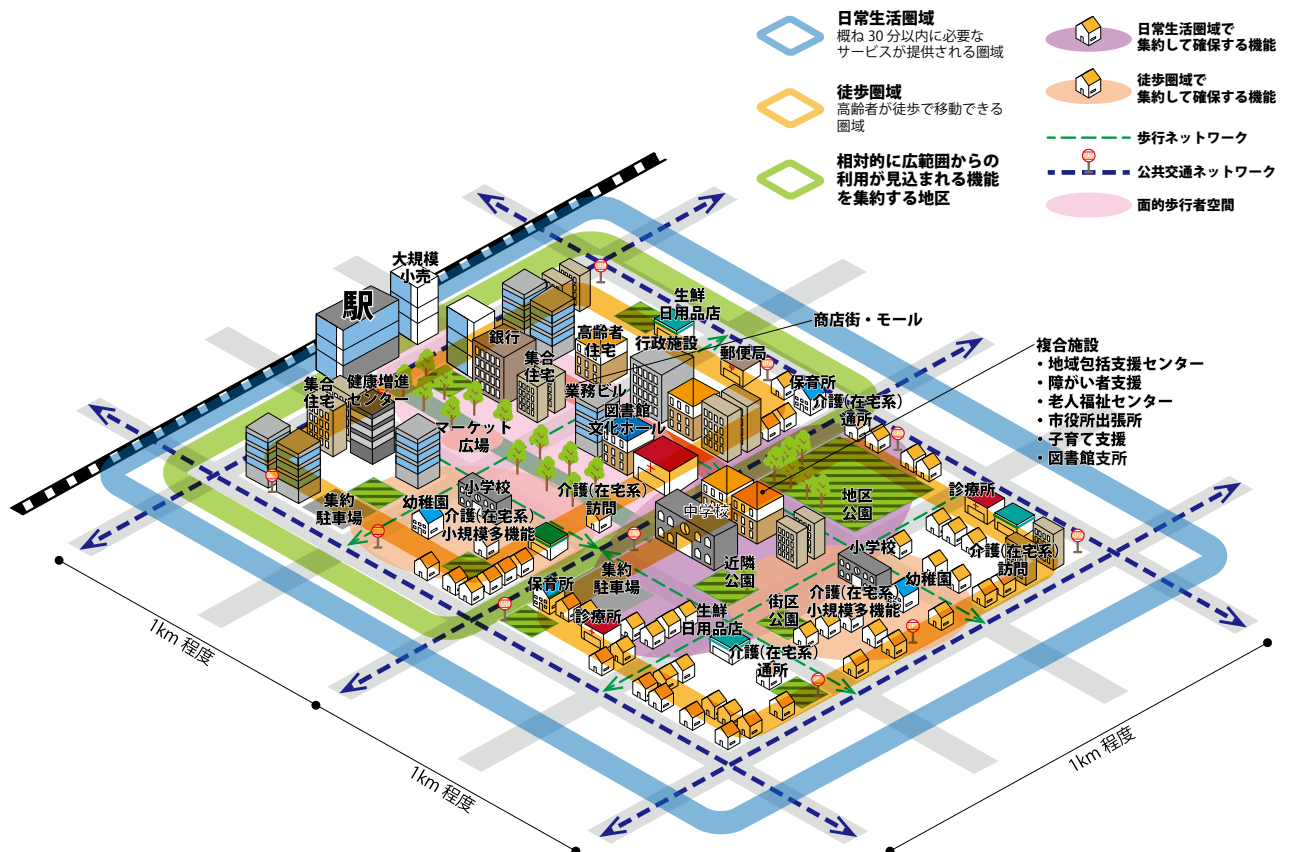 日常生活圏域
概ね 30 分以内に必要な
サービスが提供される圏域
徒歩圏域
高齢者が徒歩で移動できる
圏域
相対的に広範囲からの
利用が見込まれる機能
を集約する地区
日常生活圏域で
集約して確保する機能
徒歩圏域で
集約して確保する機能
歩行ネットワーク
公共交通ネットワーク
面的歩行者空間
大規模
小売
駅
生鮮
日用品店
商店街・モール
銀行
高齢者
住宅
行政施設
郵便局
複合施設
・地域包括支援センター
・障がい者支援
・老人福祉センター
・市役所出張所
・子育て支援
・図書館支所
集合
住宅
健康増進
センター
集合
住宅
業務ビル
保育所
介護(在宅系)
通所
図書館
文化ホール
マーケット
広場
集約
駐車場
幼稚園
小学校
介護(在宅系)
小規模多機能
介護(在宅系)
訪問
中学校
地区
公園
診療所
介護(在宅系)
訪問
小学校
幼稚園
介護(在宅系)
小規模多機能
近隣
公園
街区
公園
集約
駐車場
保育所
診療所
生鮮
日用品店
介護(在宅系)
通所
1km 程度
1km 程度
1km 程度